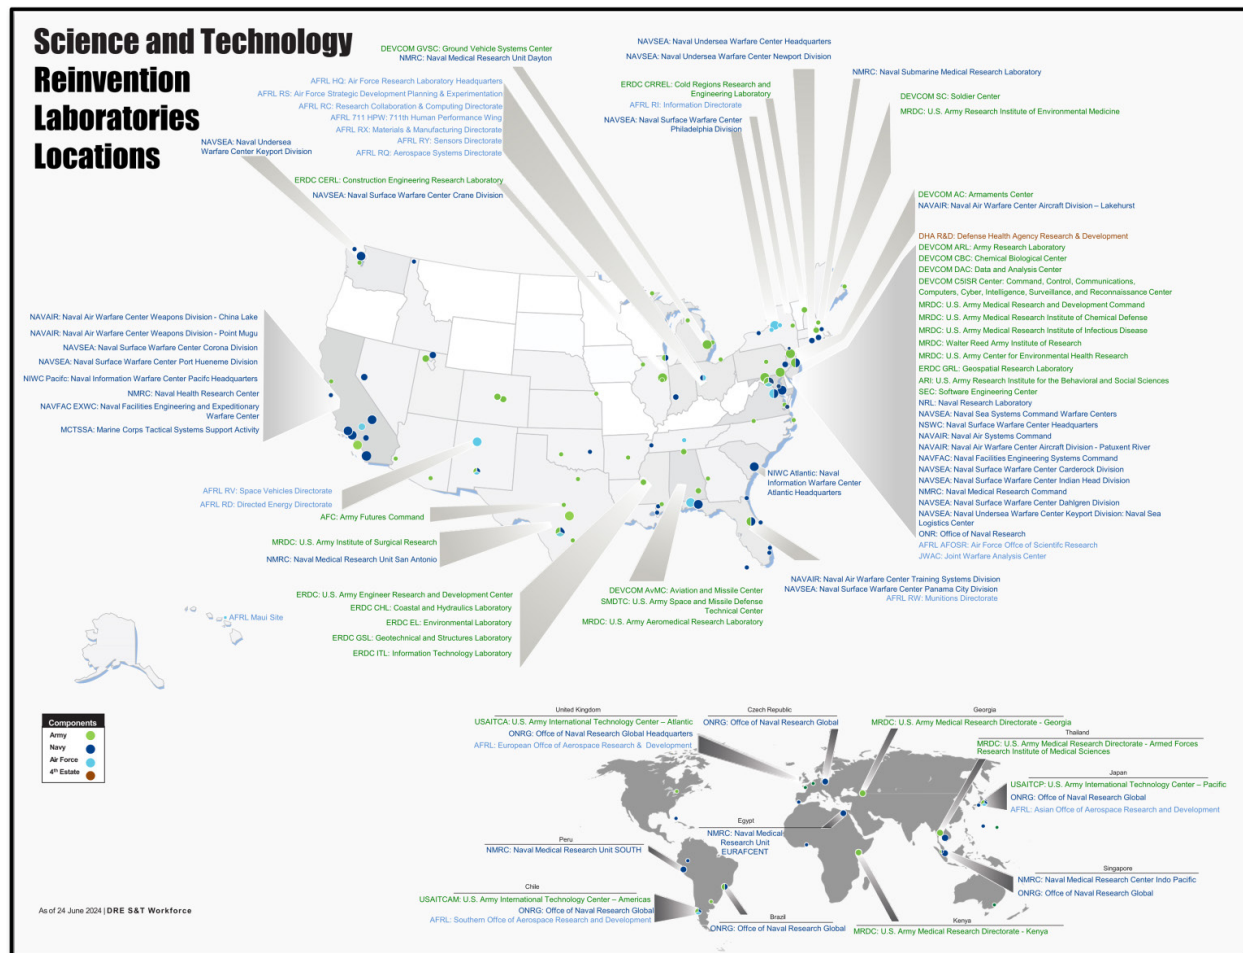 Science and Technology
Reinvention
Laboratories
Locations
DEVCOM GVSC: Ground Vehicle Systems Center
NMRC: Naval Medical Research Unit Dayton
AFRL HQ: Air Force Research Laboratory Headquarters
AFRL RS: Air Force Strategic Development Planning & Experimentation
AFRL RC: Research Collaboration & Computing Directorate
AFRL 711 HPW: 711th Human Performance Wing
AFRL RX: Materials & Manufacturing Directorate
AFRL RY: Sensors Directorate
AFRL RQ: Aerospace Systems Directorate
NAVSEA: Naval Undersea
Warfare Center Keyport Division
ERDC CERL: Construction Engineering Research Laboratory
NAVSEA: Naval Surface Warfare Center Crane Division
NAVSEA: Naval Undersea Warfare Center Headquarters
NAVSEA: Naval Undersea Warfare Center Newport Division
ERDC CRREL: Cold Regions Research and
Engineering Laboratory
AFRL RI: Information Directorate
NAVSEA: Naval Surface Warfare Center
Philadelphia Division
NMRC: Naval Submarine Medical Research Laboratory
DEVCOM SC: Soldier Center
MRDC: U.S. Army Research Institute of Environmental Medicine
DEVCOM AC: Armaments Center
NAVAIR: Naval Air Warfare Center Aircraft Division – Lakehurst
DHA R&D: Defense Health Agency Research & Development
DEVCOM ARL: Army Research Laboratory
DEVCOM CBC: Chemical Biological Center
DEVCOM DAC: Data and Analysis Center
DEVCOM C5ISR Center: Command, Control, Communications,
Computers, Cyber, Intelligence, Surveillance, and Reconnaissance Center
MRDC: U.S. Army Medical Research and Development Command
MRDC: U.S. Army Medical Research Institute of Chemical Defense
MRDC: U.S. Army Medical Research Institute of Infectious Disease
MRDC: Walter Reed Army Institute of Research
MRDC: U.S. Army Center for Environmental Health Research
ERDC GRL: Geospatial Research Laboratory
ARI: U.S. Army Research Institute for the Behavioral and Social Sciences
SEC: Software Engineering Center
NRL: Naval Research Laboratory
NAVSEA: Naval Sea Systems Command Warfare Centers
NSWC: Naval Surface Warfare Center Headquarters
NAVAIR: Naval Air Systems Command
NAVAIR: Naval Air Warfare Center Aircraft Division - Patuxent River
NAVFAC: Naval Facilities Engineering Systems Command
NAVSEA: Naval Surface Warfare Center Carderock Division
NAVSEA: Naval Surface Warfare Center Indian Head Division
NMRC: Naval Medical Research Command
NAVSEA: Naval Surface Warfare Center Dahlgren Division
NAVSEA: Naval Undersea Warfare Center Keyport Division: Naval Sea
Logistics Center
ONR: Office of Naval Research
AFRL AFOSR: Air Force Offce of Scientifc Research
JWAC: Joint Warfare Analysis Center
NAVAIR: Naval Air Warfare Center Weapons Division - China Lake
NAVAIR: Naval Air Warfare Center Weapons Division - Point Mugu
NAVSEA: Naval Surface Warfare Center Corona Division
NAVSEA: Naval Surface Warfare Center Port Hueneme Division
NIWC Pacifc: Naval Information Warfare Center Pacifc Headquarters
NMRC: Naval Health Research Center
NAVFAC EXWC: Naval Facilities Engineering and Expeditionary
Warfare Center
MCTSSA: Marine Corps Tactical Systems Support Activity
AFRL RV: Space Vehicles Directorate
AFRL RD: Directed Energy Directorate
AFC: Army Futures Command
MRDC: U.S. Army Institute of Surgical Research
NMRC: Naval Medical Research Unit San Antonio
ERDC: U.S. Army Engineer Research and Development Center
ERDC CHL: Coastal and Hydraulics Laboratory
ERDC EL: Environmental Laboratory
ERDC GSL: Geotechnical and Structures Laboratory
ERDC ITL: Information Technology Laboratory
DEVCOM AvMC: Aviation and Missile Center
SMDTC: U.S. Army Space and Missile Defense
Technical Center
MRDC: U.S. Army Aeromedical Research Laboratory
NIWC Atlantic: Naval
Information Warfare Center
Atlantic Headquarters
NAVAIR: Naval Air Warfare Center Training Systems Division
NAVSEA: Naval Surface Warfare Center Panama City Division
AFRL RW: Munitions Directorate
AFRL Maui Site
Components
Army
Navy
Air Force
4th Estate
United Kingdom
USAITCA: U.S. Army International Technology Center – Atlantic
ONRG: Office of Naval Research Global Headquarters
AFRL: European Offce of Aerospace Research & Development
Czech Republic
ONRG: Offce of Naval Research Global
Georgia
MRDC: U.S. Army Medical Research Directorate - Georgia
Thailand
MRDC: U.S. Army Medical Research Directorate - Armed Forces
Research Institute of Medical Sciences
Japan
USAITCP: U.S. Army International Technology Center – Pacific
ONRG: Offce of Naval Research Global
AFRL: Asian Offce of Aerospace Research and Development
Egypt
NMRC: Naval Medical
Research Unit
EURAFCENT
Peru
NMRC: Naval Medical Research Unit SOUTH
Singapore
NMRC: Naval Medical Research Center Indo Pacific
ONRG: Offce of Naval Research Global
Chile
USAITCAM: U.S. Army International Technology Center – Americas
ONRG: Offce of Naval Research Global
AFRL: Southern Offce of Aerospace Research and Development
Brazil
ONRG: Offce of Naval Research Global
Kenya
MRDC: U.S. Army Medical Research Directorate - Kenya
As of 24 June 2024 | DRE S&T Workforce